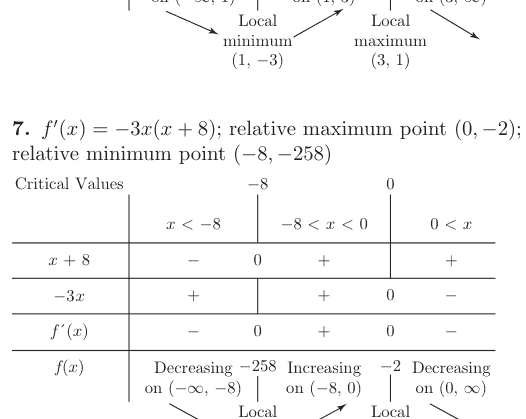 on (−∞, 1) on (1, 3) on (3, ∞)
Local Local
minimum maximum
(1, −3) (3, 1)
7. f′(x) = −3x(x + 8); relative maximum point (0, −2);
relative minimum point (−8, −258)
Critical Values −8 0
x < −8 −8 < x < 0 0 < x
x + 8 − 0 + +
−3x + + 0 −
f´(x) − 0 + 0 −
f(x) Decreasing −258 Increasing −2 Decreasing
on (−∞, −8) on (−8, 0) on (0, ∞)
Local Local